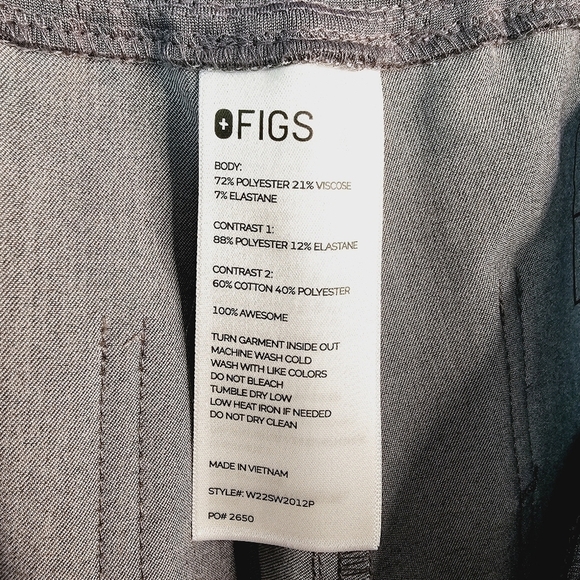 FIGS
BODY:
72% POLYESTER 21% VISCOSE
7% ELASTANE
CONTRAST 1:
88% POLYESTER 12% ELASTANE
CONTRAST 2:
60% COTTON 40% POLYESTER
100% AWESOME
TURN GARMENT INSIDE OUT
MACHINE WASH COLD
WASH WITH LIKE COLORS
DO NOT BLEACH
TUMBLE DRY LOW
LOW HEAT IRON IF NEEDED
DO NOT DRY CLEAN
MADE IN VIETNAM
STYLE#: W22SW2012P
PO# 2650